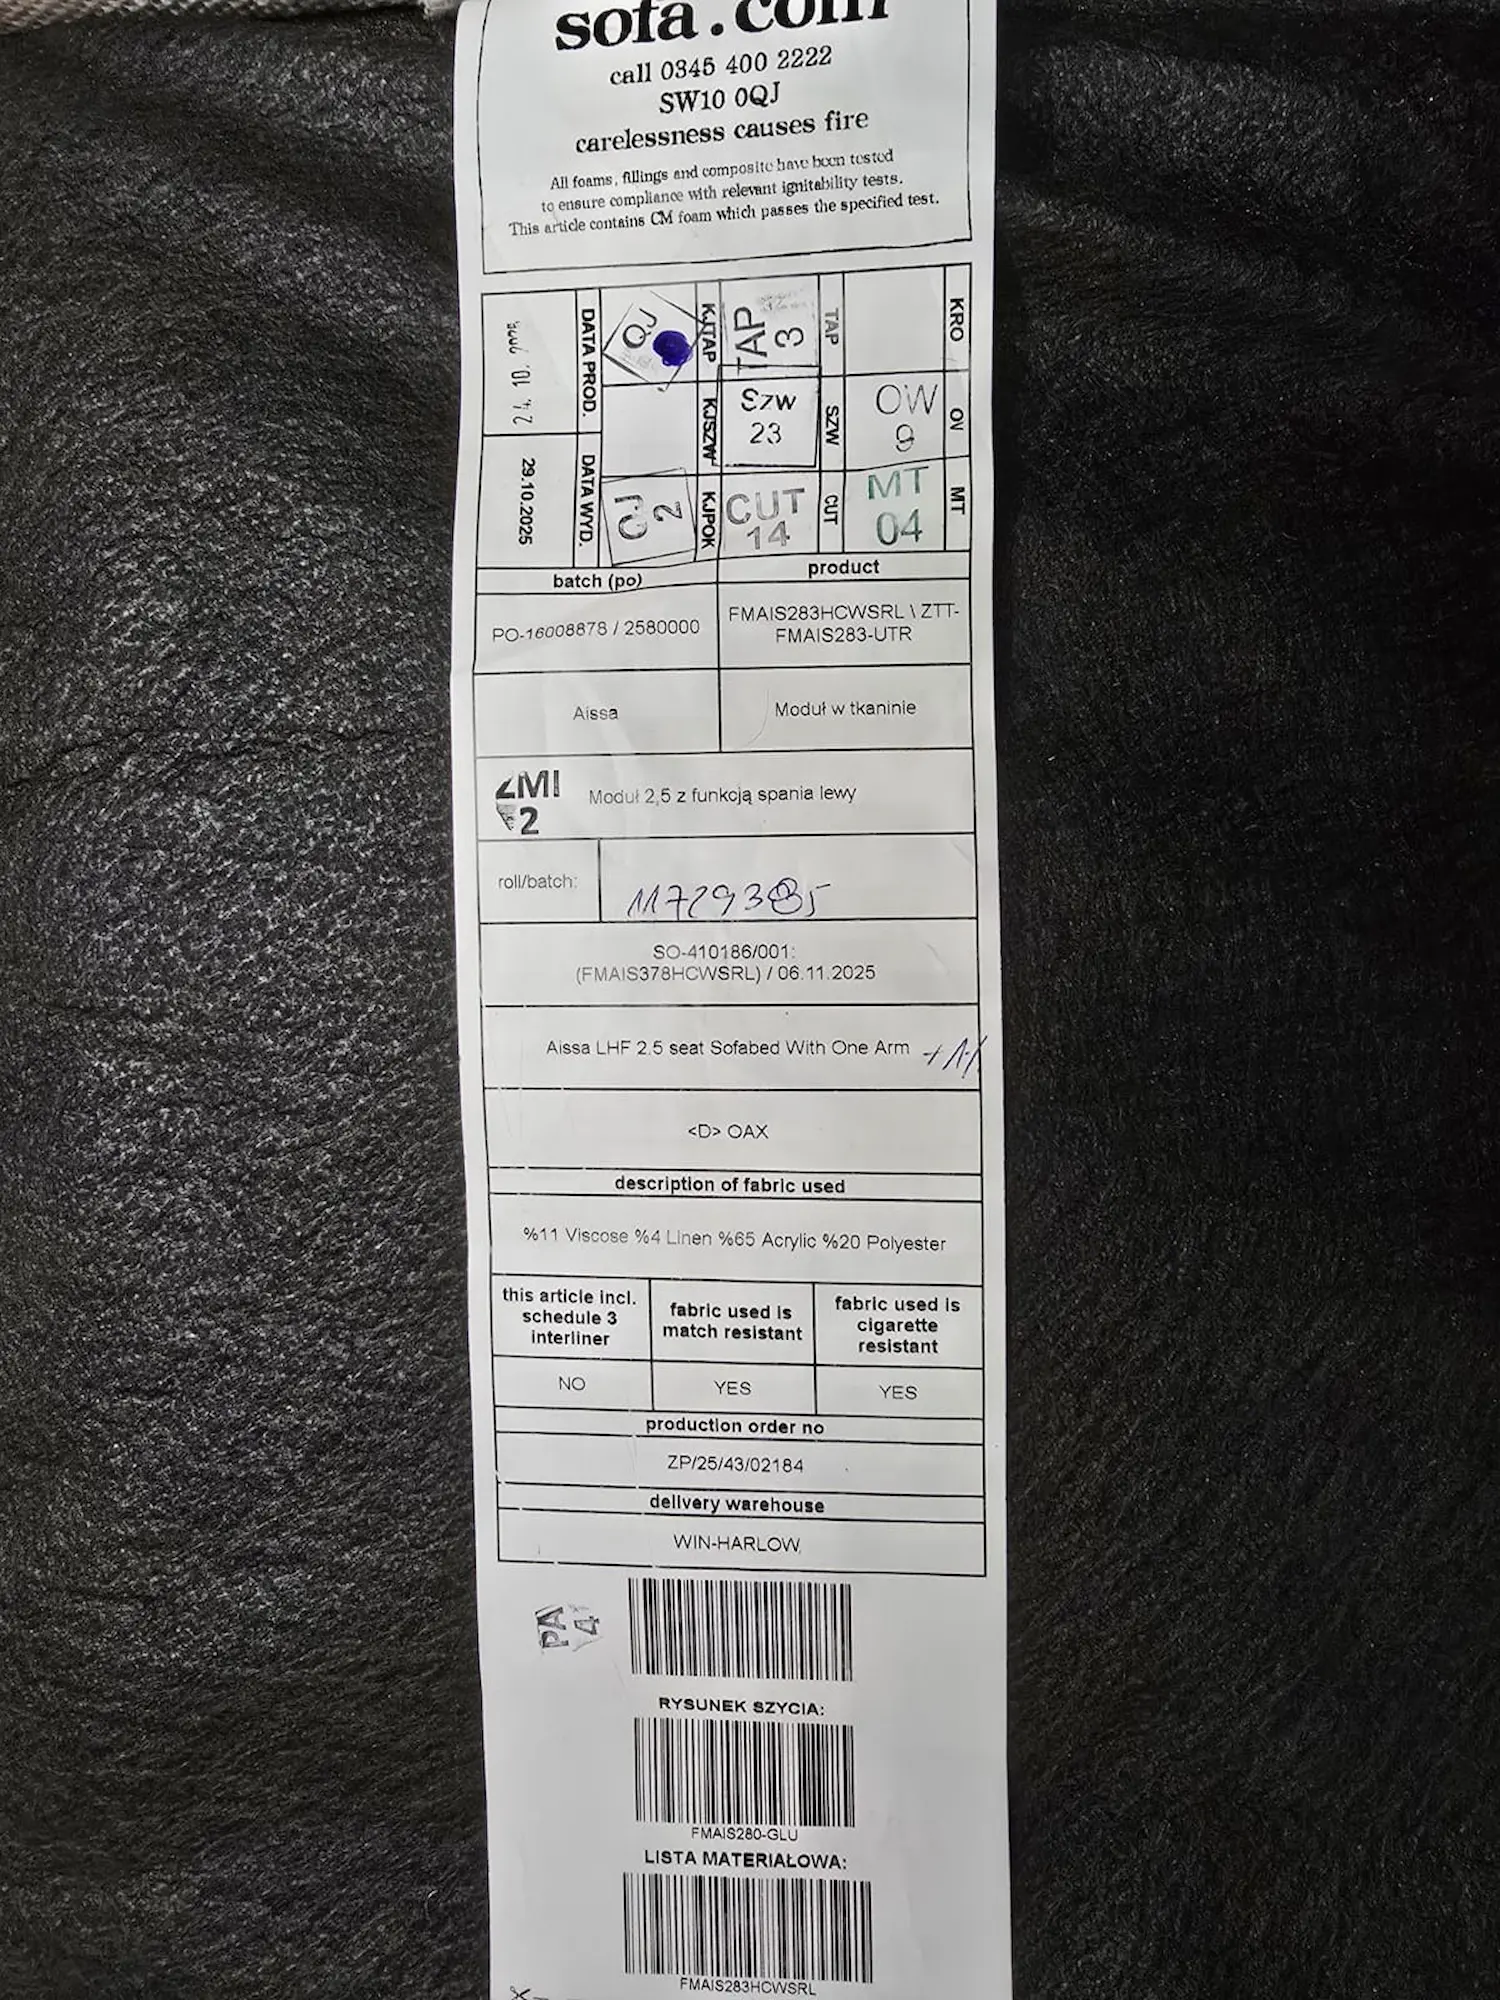 sofa.com
call 0345 400 2222
SW10 0QJ
carelessness causes fire
All foams, fillings and composite have been tested
to ensure compliance with relevant ignitability tests.
This article contains CM foam which passes the specified test.
KRO
OV
MT
OW
9
MT
04
TAP
SZW
CUT
TAP
3
Szw
23
CUT
14
KJTAP
KJSZW
KJPOK
QJ
QJ
2
DATA PROD.
DATA WYD.
29.10.2025
batch (po)
product
PO-16008878 / 2580000
FMAIS283HCWSRL \ ZTT-
FMAIS283-UTR
Aissa
Moduł w tkaninie
ZMI
2
Moduł 2,5 z funkcją spania lewy
roll/batch:
SO-410186/001:
(FMAIS378HCWSRL) / 06.11.2025
Aissa LHF 2.5 seat Sofabed With One Arm
<D> OAX
description of fabric used
%11 Viscose %4 Linen %65 Acrylic %20 Polyester
this article incl.
schedule 3
interliner
fabric used is
match resistant
fabric used is
cigarette
resistant
NO
YES
YES
production order no
ZP/25/43/02184
delivery warehouse
WIN-HARLOW,
PA
4
RYSUNEK SZYCIA:
FMAIS280-GLU
LISTA MATERIAŁOWA:
FMAIS283HCWSRL